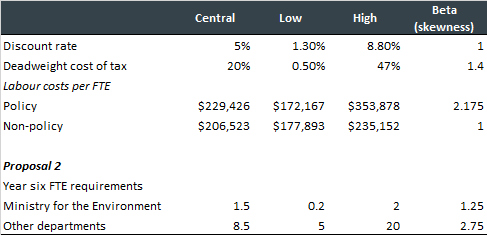 Central Low High Beta (skewness)
Discount rate 5% 1.30% 8.80% 1
Deadweight cost of tax 20% 0.50% 47% 1.4
Labour costs per FTE
Policy $229,426 $172,167 $353,878 2.175
Non-policy $206,523 $177,893 $235,152 1
Proposal 2
Year six FTE requirements
Ministry for the Environment 1.5 0.2 2 1.25
Other departments 8.5 5 20 2.75